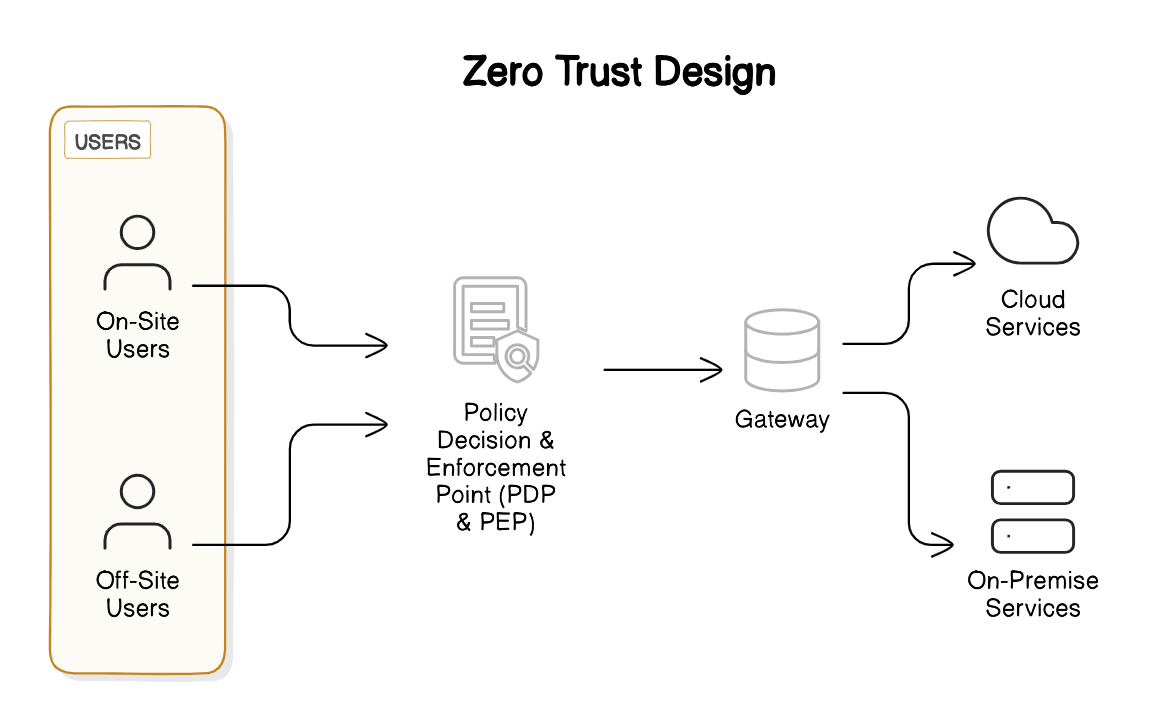 Zero Trust Design
USERS
On-Site
Users
Off-Site
Users
Policy
Decision &
Enforcement
Point (PDP
& PEP)
Gateway
Cloud
Services
On-Premise
Services